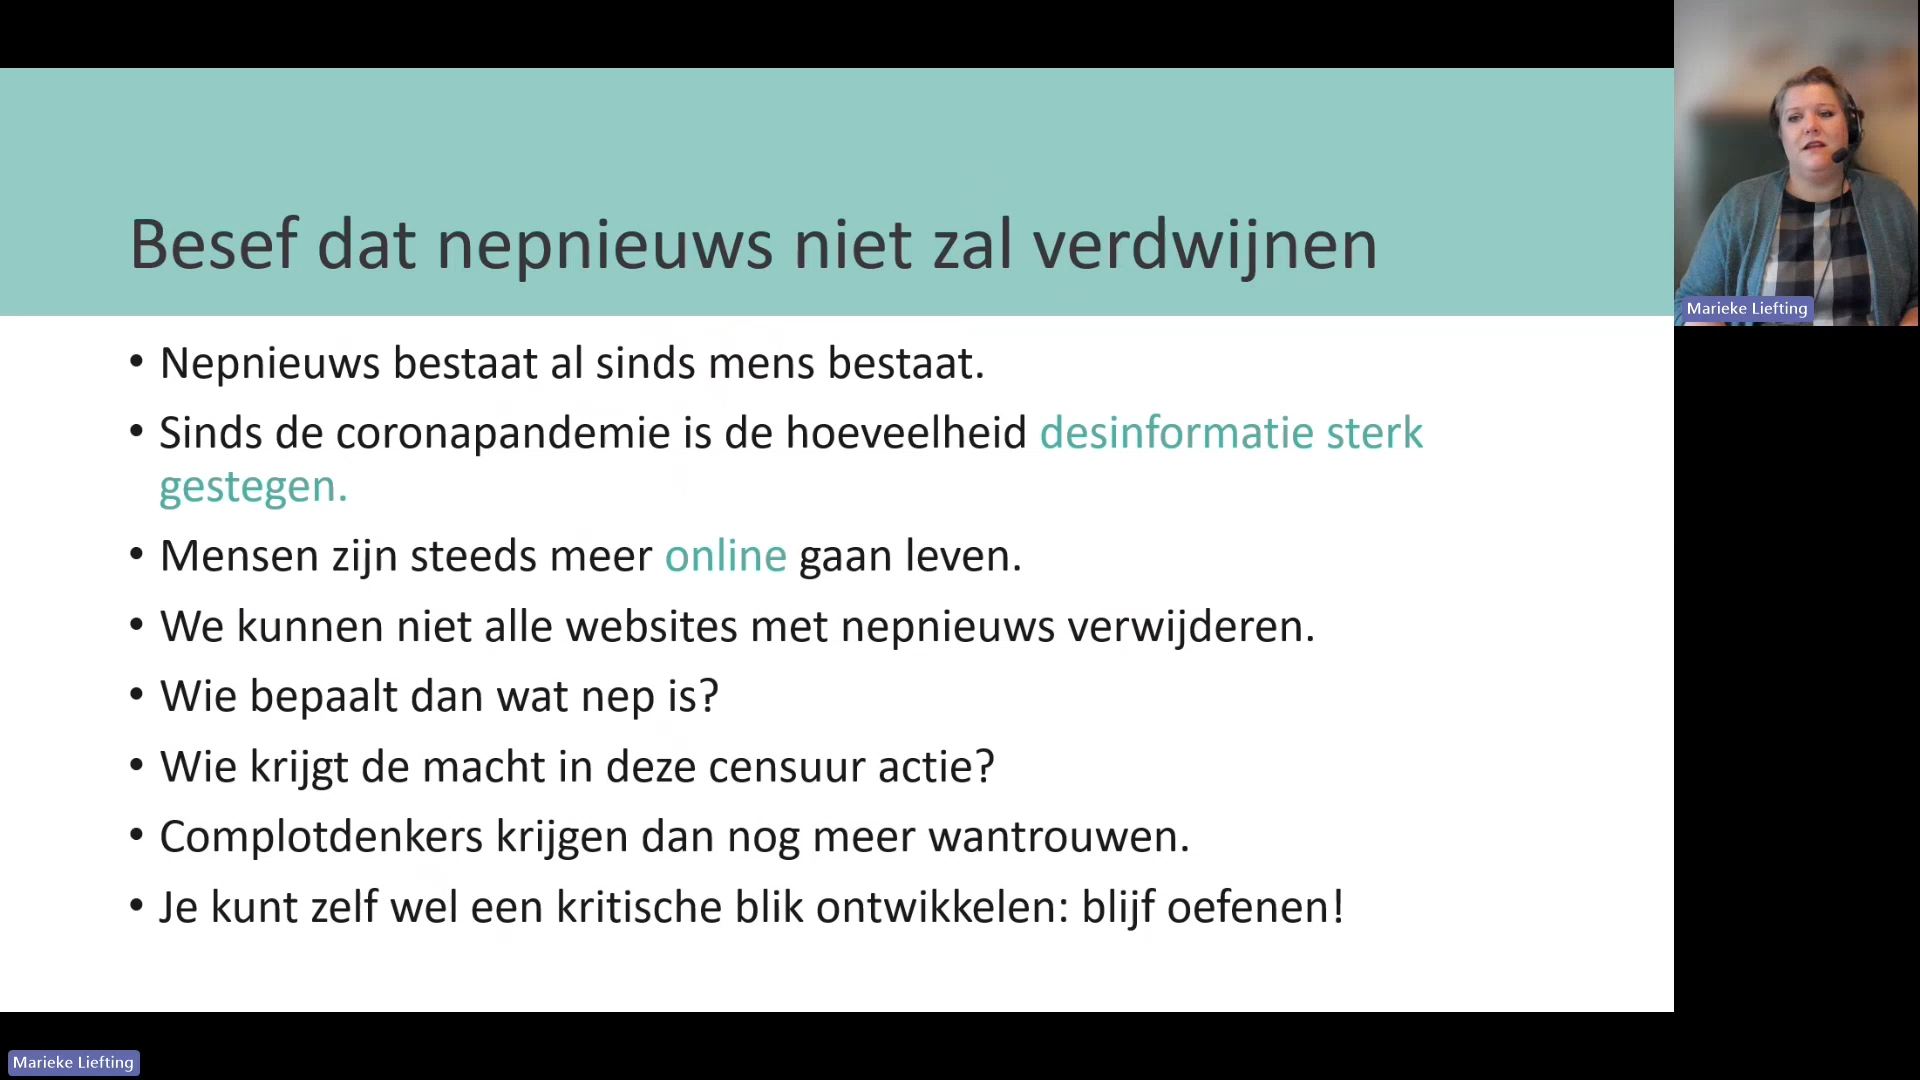 Besef dat nepnieuws niet zal verdwijnen
• Nepnieuws bestaat al sinds mens bestaat.
• Sinds de coronapandemie is de hoeveelheid desinformatie sterk
gestegen.
• Mensen zijn steeds meer online gaan leven.
• We kunnen niet alle websites met nepnieuws verwijderen.
• Wie bepaalt dan wat nep is?
• Wie krijgt de macht in deze censuur actie?
• Complotdenkers krijgen dan nog meer wantrouwen.
• Je kunt zelf wel een kritische blik ontwikkelen: blijf oefenen!
Marieke Liefting
Marieke Liefting